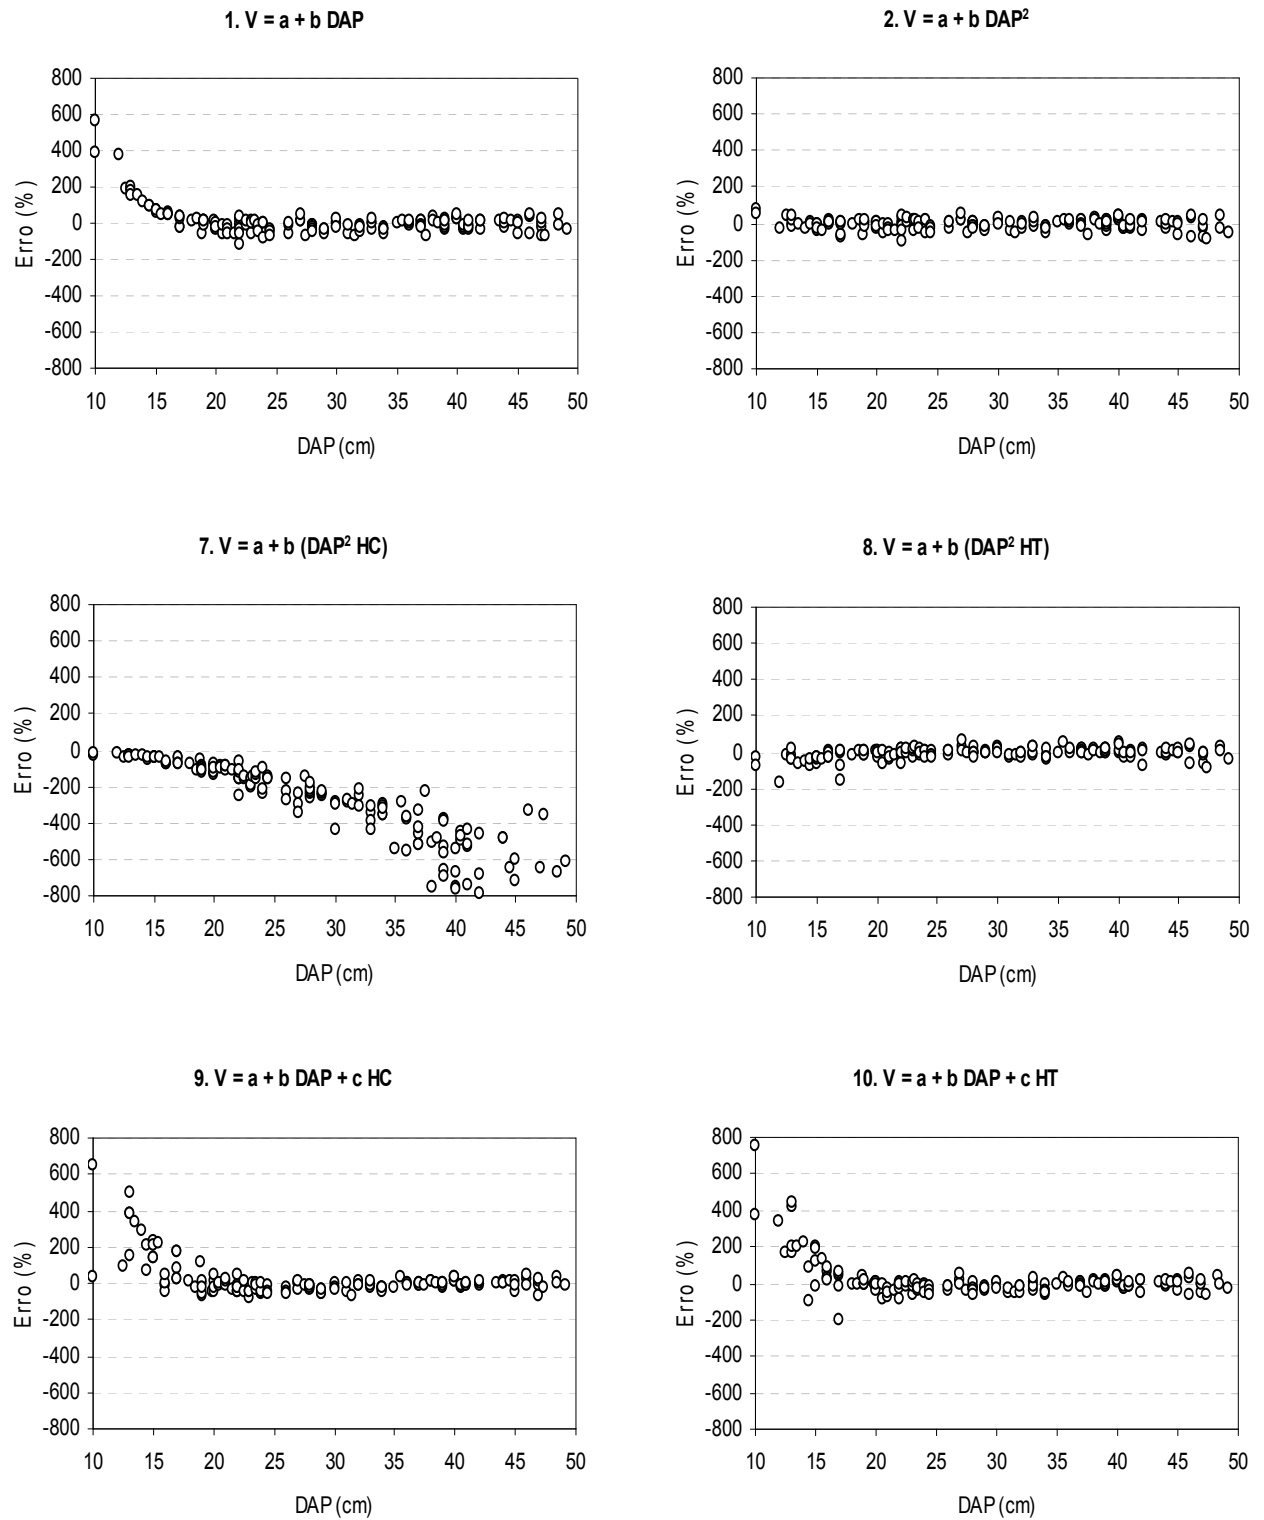 1. V = a + b DAP
800
600
400
200
0
-200
-400
-600
-800
Erro (%)
10 15 20 25 30 35 40 45 50
DAP (cm)
2. V = a + b DAP²
800
600
400
200
0
-200
-400
-600
-800
Erro (%)
10 15 20 25 30 35 40 45 50
DAP (cm)
7. V = a + b (DAP² HC)
800
600
400
200
0
-200
-400
-600
-800
Erro (%)
10 15 20 25 30 35 40 45 50
DAP (cm)
8. V = a + b (DAP² HT)
800
600
400
200
0
-200
-400
-600
-800
Erro (%)
10 15 20 25 30 35 40 45 50
DAP (cm)
9. V = a + b DAP + c HC
800
600
400
200
0
-200
-400
-600
-800
Erro (%)
10 15 20 25 30 35 40 45 50
DAP (cm)
10. V = a + b DAP + c HT
800
600
400
200
0
-200
-400
-600
-800
Erro (%)
10 15 20 25 30 35 40 45 50
DAP (cm)